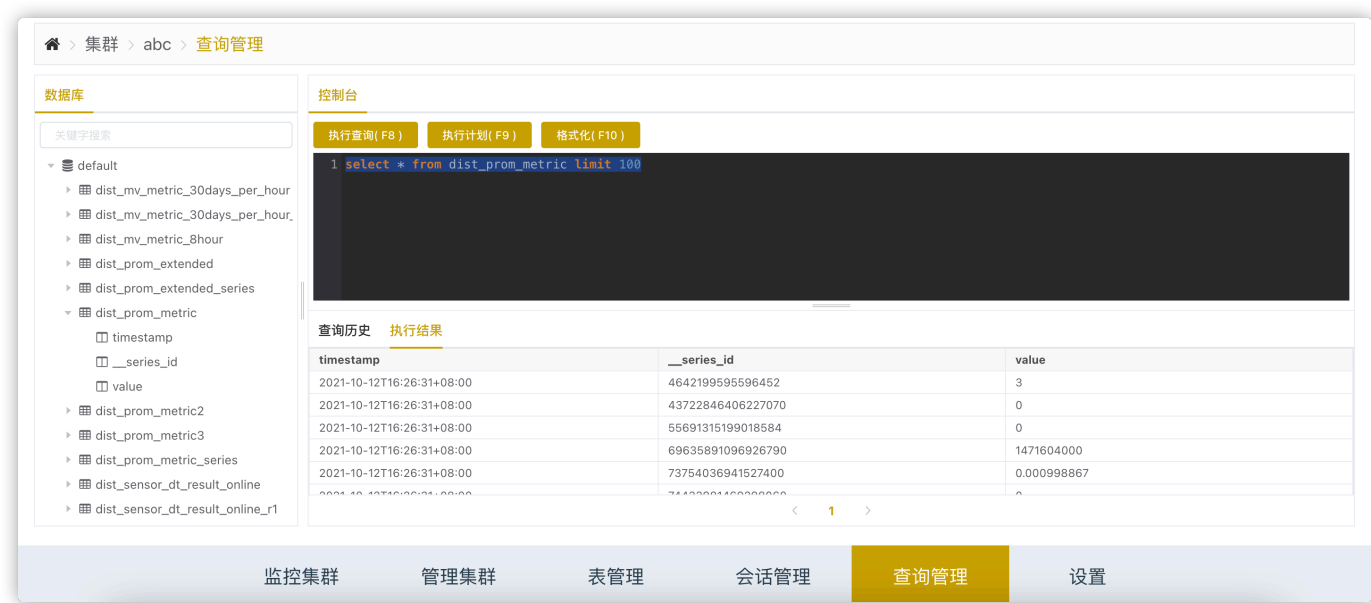 集群 > abc > 查询管理
数据库
关键字搜索
default
dist_mv_metric_30days_per_hour
dist_mv_metric_30days_per_hour_
dist_mv_metric_8hour
dist_prom_extended
dist_prom_extended_series
dist_prom_metric
timestamp
__series_id
value
dist_prom_metric2
dist_prom_metric3
dist_prom_metric_series
dist_sensor_dt_result_online
dist_sensor_dt_result_online_r1
控制台
执行查询( F8 ) 执行计划( F9 ) 格式化( F10 )
1 select * from dist_prom_metric limit 100
查询历史 执行结果
timestamp __series_id value
2021-10-12T16:26:31+08:00 4642199595596452 3
2021-10-12T16:26:31+08:00 43722846406227070 0
2021-10-12T16:26:31+08:00 55691315199018584 0
2021-10-12T16:26:31+08:00 69635891096926790 1471604000
2021-10-12T16:26:31+08:00 73754036941527400 0.000998867
< 1 >
监控集群 管理集群 表管理 会话管理 查询管理 设置